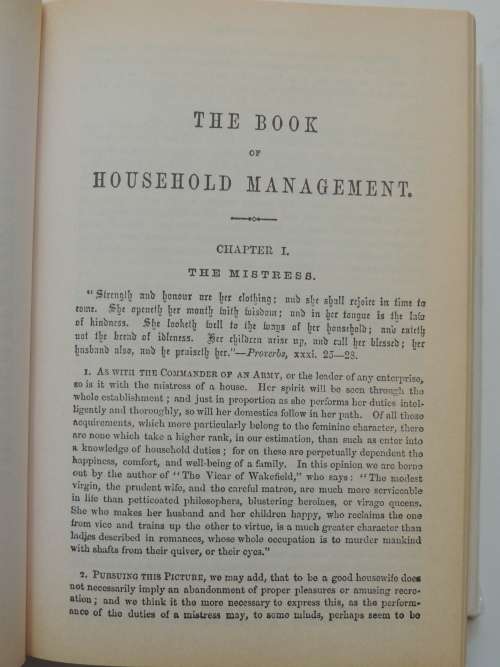 THE BOOK
OF
HOUSEHOLD MANAGEMENT.
CHAPTER I.
THE MISTRESS.
"Strength and honour are her clothing; and she shall rejoice in time to
come. She openeth her mouth with wisdom; and in her tongue is the law
of kindness. She looketh well to the ways of her household; and eateth
not the bread of idleness. Her children arise up, and call her blessed; her
husband also, and he praiseth her."—Proverbs, xxxi. 25—28.
1. AS WITH THE COMMANDER OF AN ARMY, or the leader of any enterprise,
so is it with the mistress of a house. Her spirit will be seen through the
whole establishment; and just in proportion as she performs her duties intel-
ligently and thoroughly, so will her domestics follow in her path. Of all those
acquirements, which more particularly belong to the feminine character, there
are none which take a higher rank, in our estimation, than such as enter into
a knowledge of household duties; for on these are perpetually dependent the
happiness, comfort, and well-being of a family. In this opinion we are borne
out by the author of "The Vicar of Wakefield," who says: "The modest
virgin, the prudent wife, and the careful matron, are much more serviceable
in life than petticoated philosophers, blustering heroines, or virago queens.
She who makes her husband and her children happy, who reclaims the one
from vice and trains up the other to virtue, is a much greater character than
ladies described in romances, whose whole occupation is to murder mankind
with shafts from their quiver, or their eyes."
2. PURSUING THIS PICTURE, we may add, that to be a good housewife does
not necessarily imply an abandonment of proper pleasures or amusing recre-
ation; and we think it the more necessary to express this, as the perform-
ance of the duties of a mistress may, to some minds, perhaps seem to be